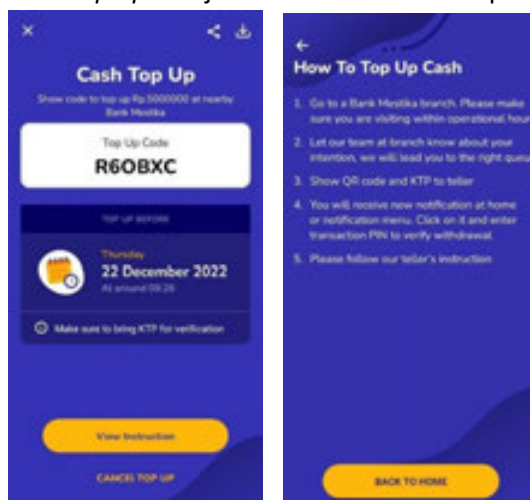 Cash Top Up
Show code to top up Rp.5000000 at nearby
Bank Mestika
Top Up Code
R6OBXC
TOP UP BEFORE
Thursday
22 December 2022
At around 09.26
Make sure to bring KTP for verification
View Instruction
CANCEL TOP UP
How To Top Up Cash
1. Go to a Bank Mestika branch. Please make
sure you are visiting within operational hour
2. Let our team at branch know about your
intention, we will lead you to the right queu
3. Show QR code and KTP to teller
4. You will receive new notification at home
or notification menu. Click on it and enter
transaction PIN to verify withdrawal.
5. Please follow our teller's instruction
BACK TO HOME